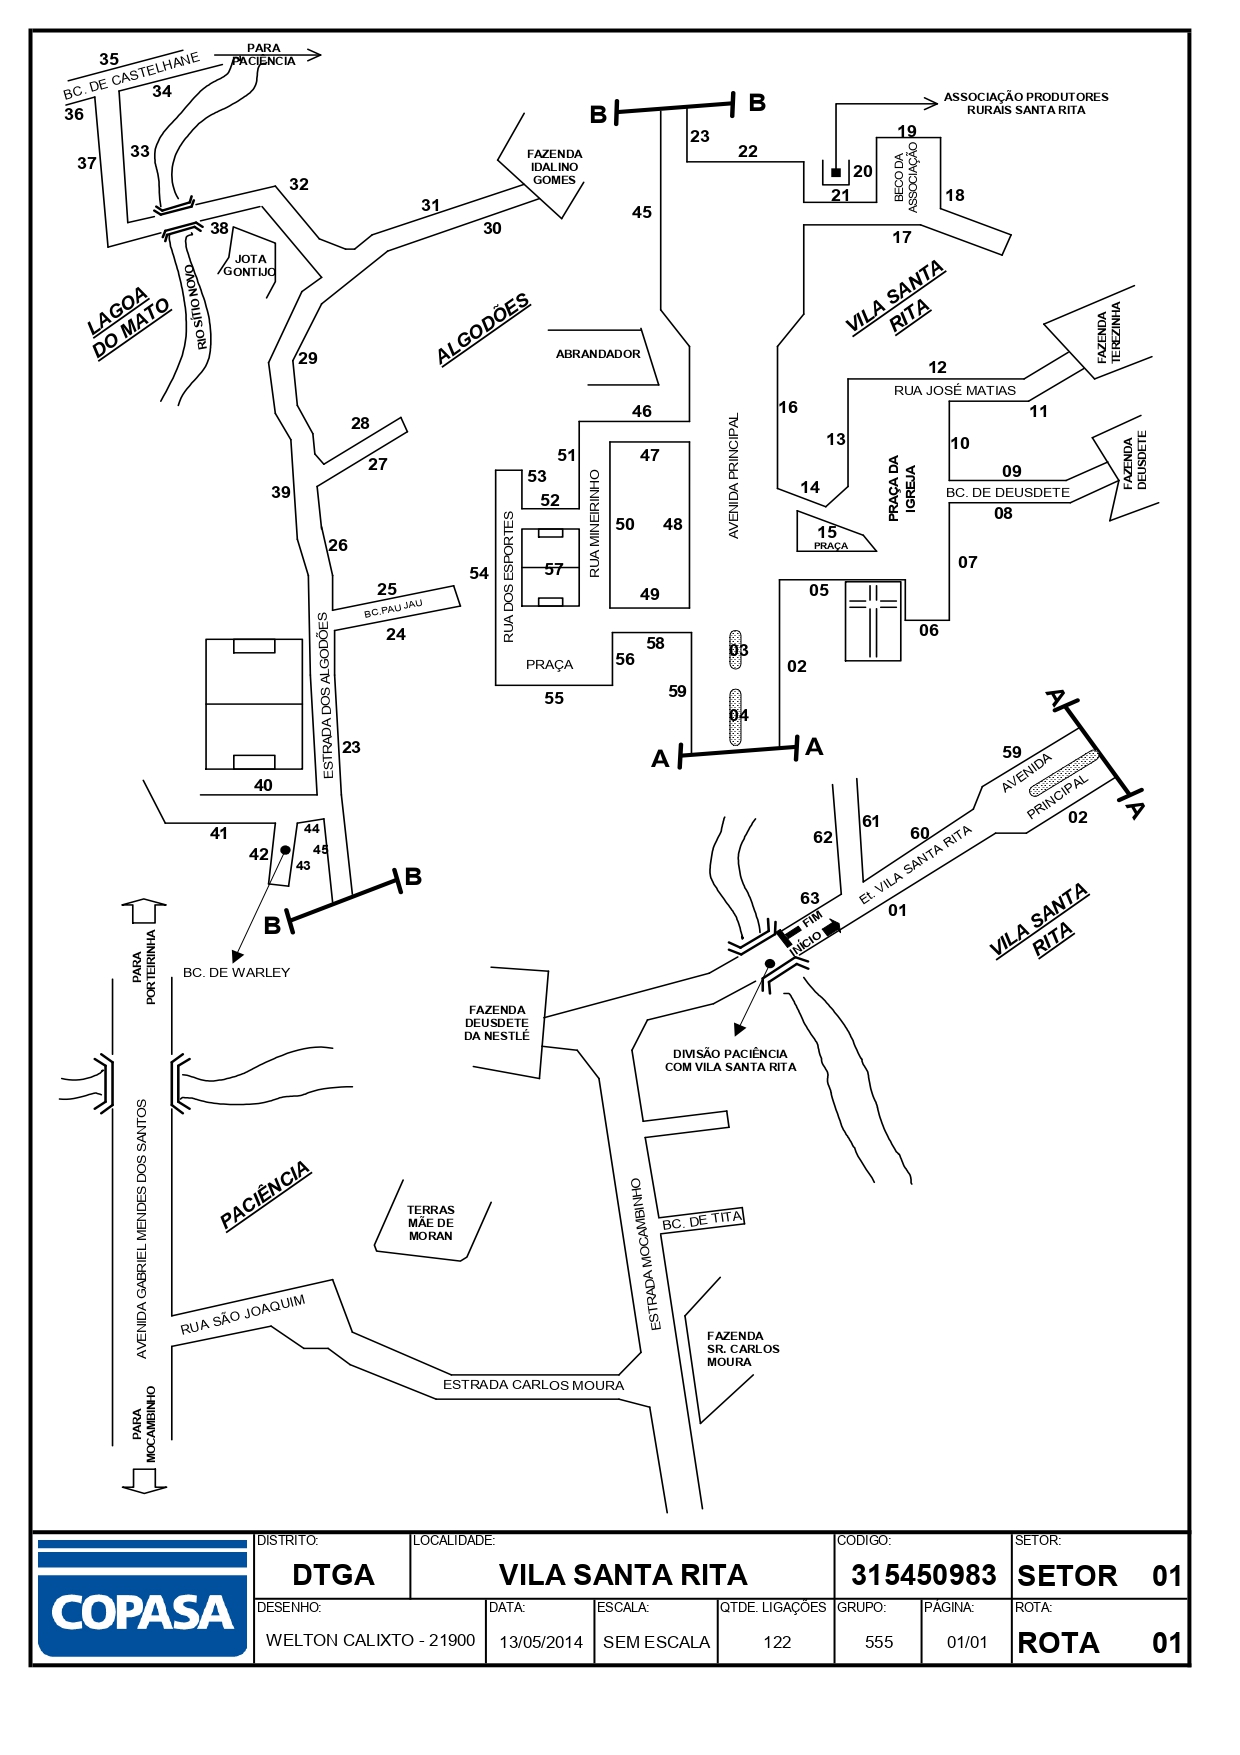 35
BC. DE CASTELHANE
34
36
37
33
PARA
PACIÊNCIA
32
38
JOTA
GONTIJO
RIO SÍTIO NOVO
LAGOA
DO MATO
31
30
FAZENDA
IDALINO
GOMES
ALGODÕES
29
28
27
39
26
25
BC.PAU JAU
24
ESTRADA DOS ALGODÕES
23
40
41
42
44
45
43
B
B
BC. DE WARLEY
B
B
23
22
45
ASSOCIAÇÃO PRODUTORES
RURAIS SANTA RITA
19
20
21
BECO DA
ASSOCIAÇÃO
18
17
VILA SANTA
RITA
FAZENDA
TEREZINHA
ABRANDADOR
12
RUA JOSÉ MATIAS
11
16
13
46
47
51
53
52
50
48
49
RUA MINEIRINHO
AVENIDA PRINCIPAL
14
15
PRAÇA
PRAÇA DA
IGREJA
10
09
BC. DE DEUSDETE
08
FAZENDA
DEUSDETE
07
54
RUA DOS ESPORTES
57
05
06
58
56
PRAÇA
55
59
03
04
02
A
A
A
A
59
AVENIDA
PRINCIPAL
02
62
61
60
Et. VILA SANTA RITA
63
01
FIM
INÍCIO
VILA SANTA
RITA
DIVISÃO PACIÊNCIA
COM VILA SANTA RITA
FAZENDA
DEUSDETE
DA NESTLÉ
PARA
PORTEIRINHA
AVENIDA GABRIEL MENDES DOS SANTOS
PARA
MOCAMBINHO
PACIÊNCIA
TERRAS
MÃE DE
MORAN
RUA SÃO JOAQUIM
ESTRADA CARLOS MOURA
ESTRADA MOCAMBINHO
BC. DE TITA
FAZENDA
SR. CARLOS
MOURA
COPASA
DISTRITO:
DTGA
LOCALIDADE:
VILA SANTA RITA
CODIGO:
315450983
SETOR:
SETOR 01
DESENHO:
WELTON CALIXTO - 21900
DATA:
13/05/2014
ESCALA:
SEM ESCALA
QTDE. LIGAÇÕES
122
GRUPO:
555
PÁGINA:
01/01
ROTA:
ROTA 01